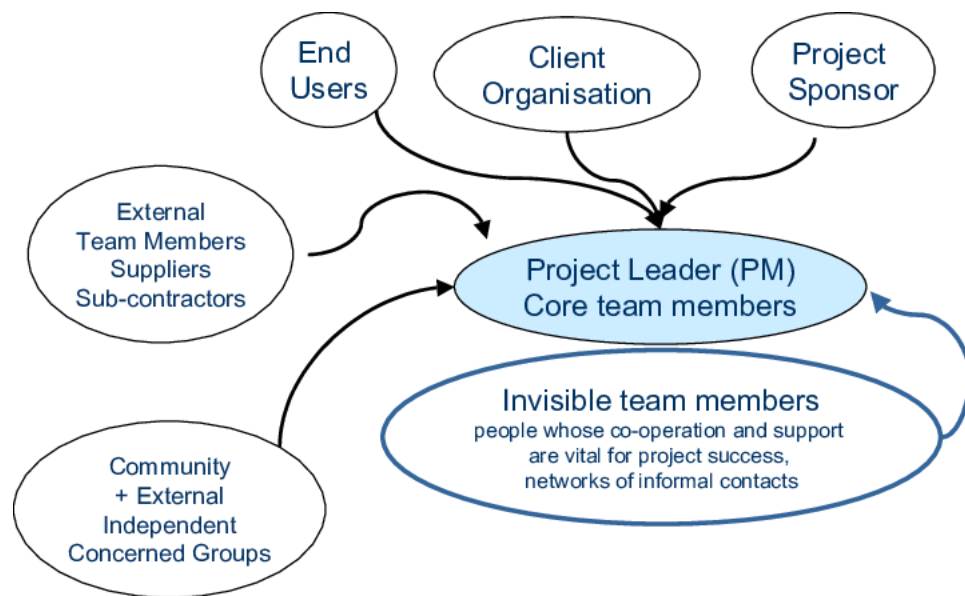 End
Users
Client
Organisation
Project
Sponsor
External
Team Members
Suppliers
Sub-contractors
Project Leader (PM)
Core team members
Invisible team members
people whose co-operation and support
are vital for project success,
networks of informal contacts
Community
+ External
Independent
Concerned Groups